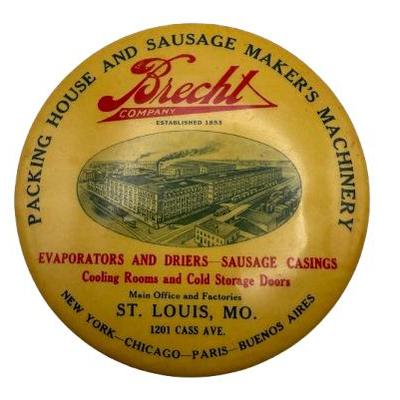 PACKING HOUSE AND SAUSAGE MAKER'S MACHINERY
Brecht
COMPANY
ESTABLISHED 1853
EVAPORATORS AND DRIERS—SAUSAGE CASINGS
Cooling Rooms and Cold Storage Doors
Main Office and Factories
ST. LOUIS, MO.
1201 CASS AVE.
NEW YORK—CHICAGO—PARIS—BUENOS AIRES